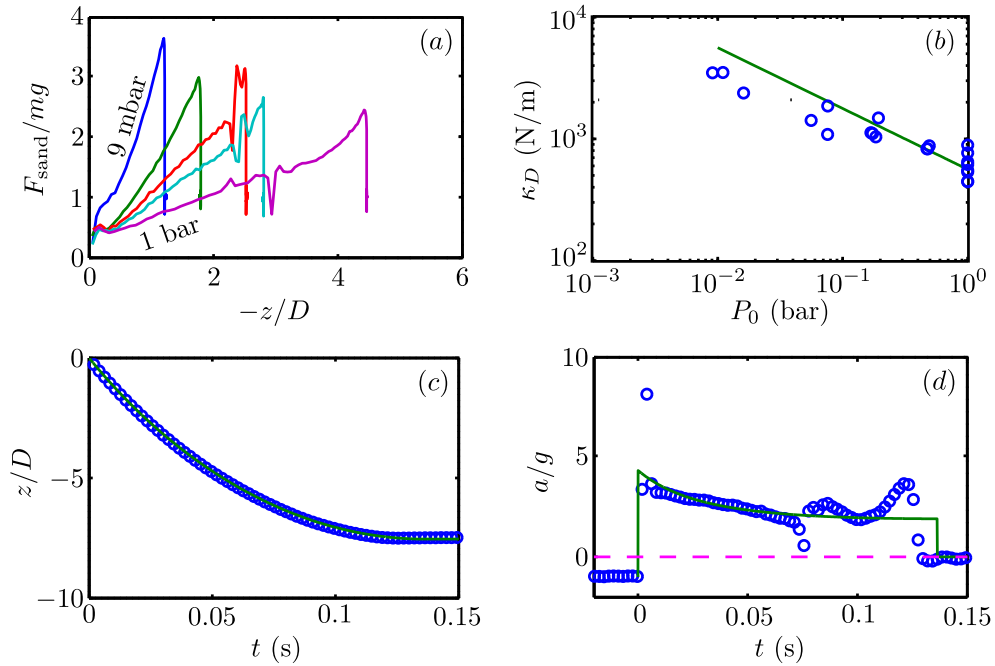 (a)
F_sand/mg
4
3
2
1
0
9 mbar
1 bar
0 2 4 6
−z/D
(b)
κ_D (N/m)
10^4
10^3
10^2
10^−3 10^−2 10^−1 10^0
P_0 (bar)
(c)
z/D
0
−5
−10
0 0.05 0.1 0.15
t (s)
(d)
a/g
10
5
0
0 0.05 0.1 0.15
t (s)